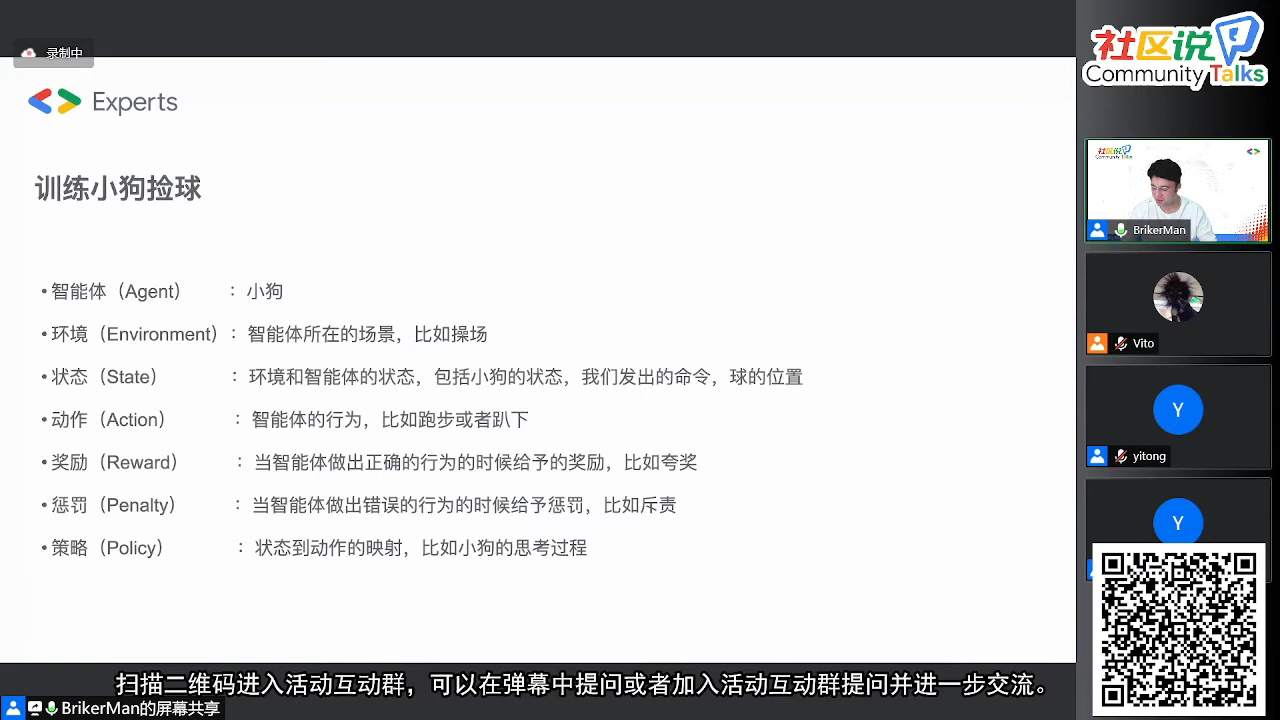 录制中
Experts
训练小狗捡球
• 智能体（Agent） ： 小狗
• 环境（Environment）： 智能体所在的场景，比如操场
• 状态（State） ： 环境和智能体的状态，包括小狗的状态，我们发出的命令，球的位置
• 动作（Action） ： 智能体的行为，比如跑步或者趴下
• 奖励（Reward） ： 当智能体做出正确的行为的时候给予的奖励，比如夸奖
• 惩罚（Penalty） ： 当智能体做出错误的行为的时候给予惩罚，比如斥责
• 策略（Policy） ： 状态到动作的映射，比如小狗的思考过程
扫描二维码进入活动互动群，可以在弹幕中提问或者加入活动互动群提问并进一步交流。
BrikerMan的屏幕共享
社区说
Community Talks
社区说
Community Talks
BrikerMan
Vito
Y
yitong
Y